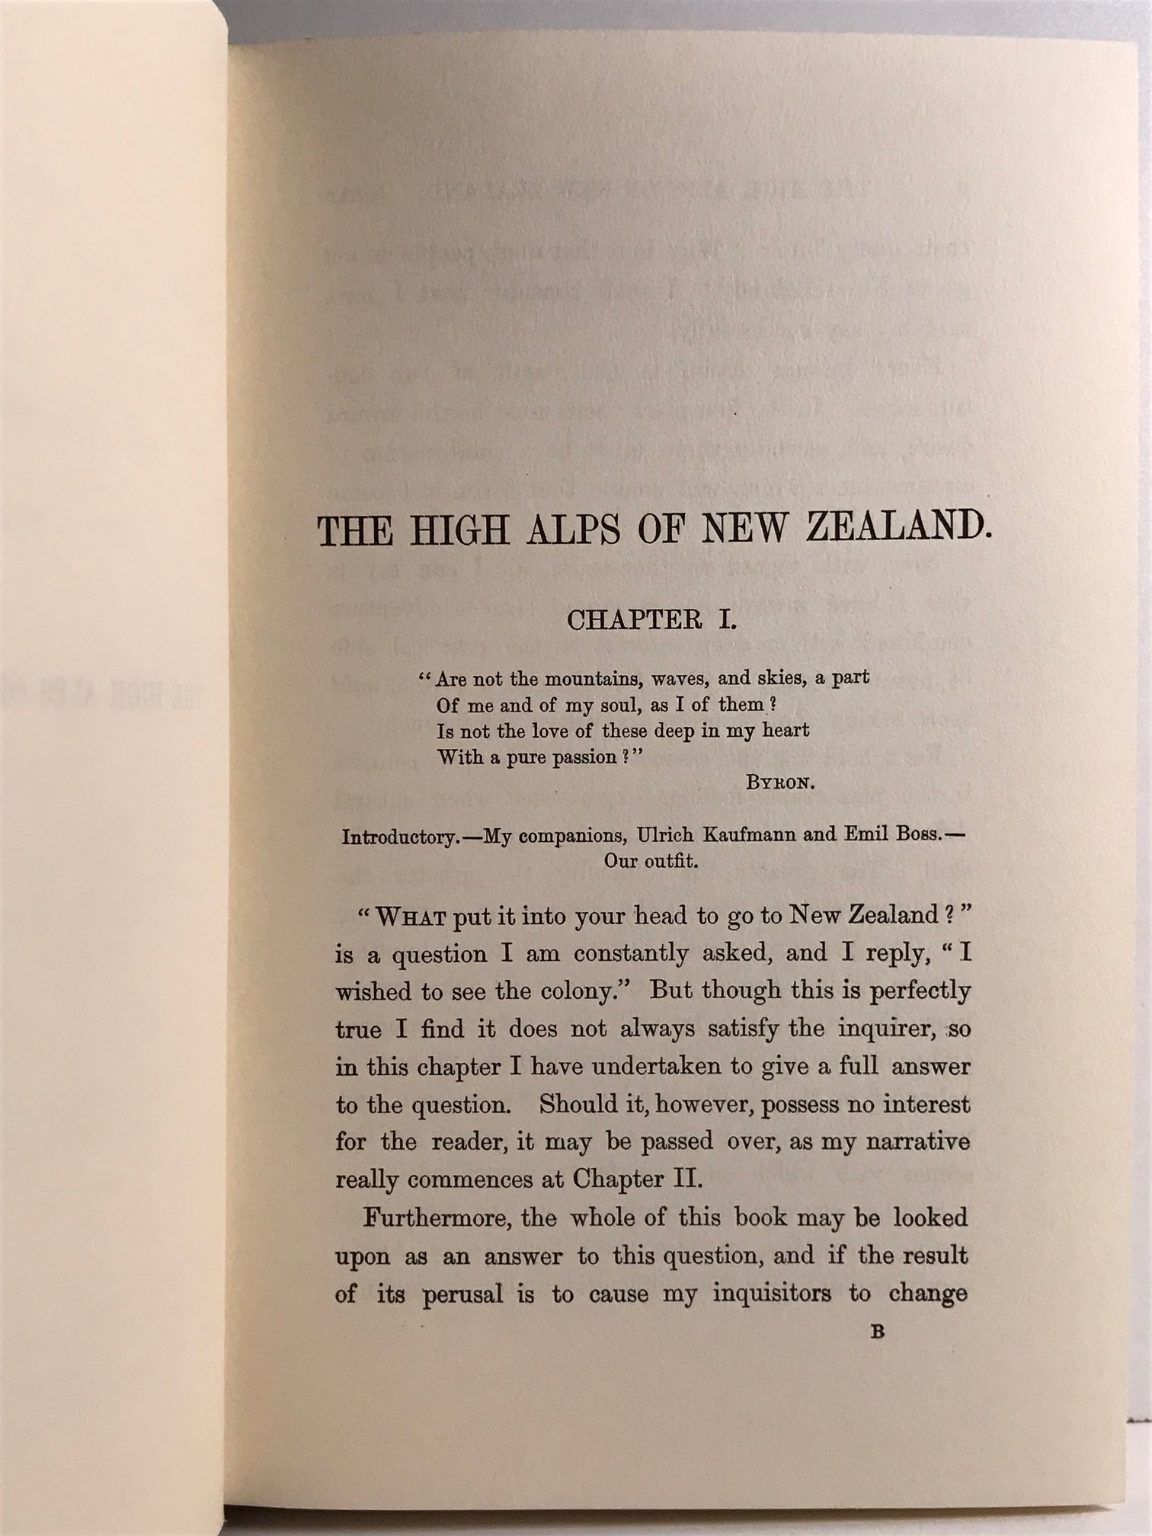 THE HIGH ALPS OF NEW ZEALAND.
CHAPTER I.
“Are not the mountains, waves, and skies, a part
Of me and of my soul, as I of them?
Is not the love of these deep in my heart
With a pure passion?”
BYRON.
Introductory.—My companions, Ulrich Kaufmann and Emil Boss.—
Our outfit.
“WHAT put it into your head to go to New Zealand?”
is a question I am constantly asked, and I reply, “I
wished to see the colony.” But though this is perfectly
true I find it does not always satisfy the inquirer, so
in this chapter I have undertaken to give a full answer
to the question. Should it, however, possess no interest
for the reader, it may be passed over, as my narrative
really commences at Chapter II.
Furthermore, the whole of this book may be looked
upon as an answer to this question, and if the result
of its perusal is to cause my inquisitors to change
B